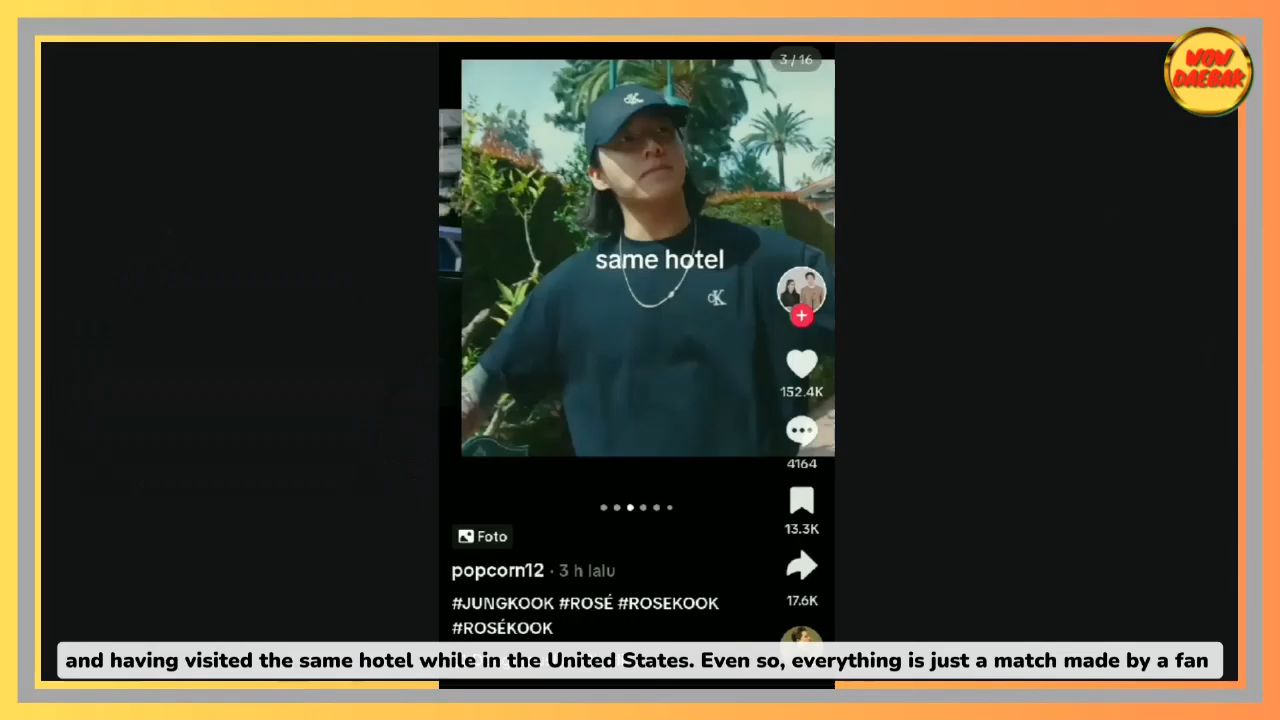 3 / 16
WOW
DAEBAK
CK
same hotel
CK
152.4K
4164
13.3K
Foto
popcorn12 · 3 h lalu
17.6K
#JUNGKOOK #ROSÉ #ROSEKOOK
#ROSÉKOOK
and having visited the same hotel while in the United States. Even so, everything is just a match made by a fan